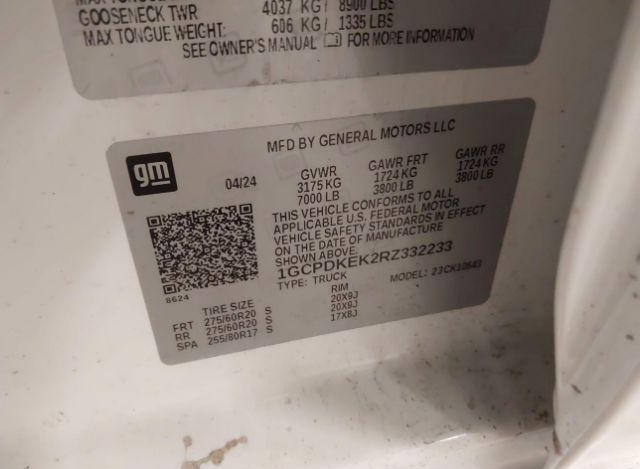 GOOSENECK TWR 4037 KG/ 8900 LBS
MAX TONGUE WEIGHT: 606 KG/ 1335 LBS
SEE OWNER'S MANUAL FOR MORE INFORMATION
MFD BY GENERAL MOTORS LLC
gm
04/24
GVWR GAWR FRT GAWR RR
3175 KG 1724 KG 1724 KG
7000 LB 3800 LB 3800 LB
THIS VEHICLE CONFORMS TO ALL
APPLICABLE U.S. FEDERAL MOTOR
VEHICLE SAFETY STANDARDS IN EFFECT
ON THE DATE OF MANUFACTURE
SHOWN ABOVE.
1GCPDKEK2RZ332233
TYPE: TRUCK MODEL: 23CK10543
8624
TIRE SIZE RIM
FRT 275/60R20 S 20X9J
RR 275/60R20 S 20X9J
SPA 255/80R17 S 17X8J